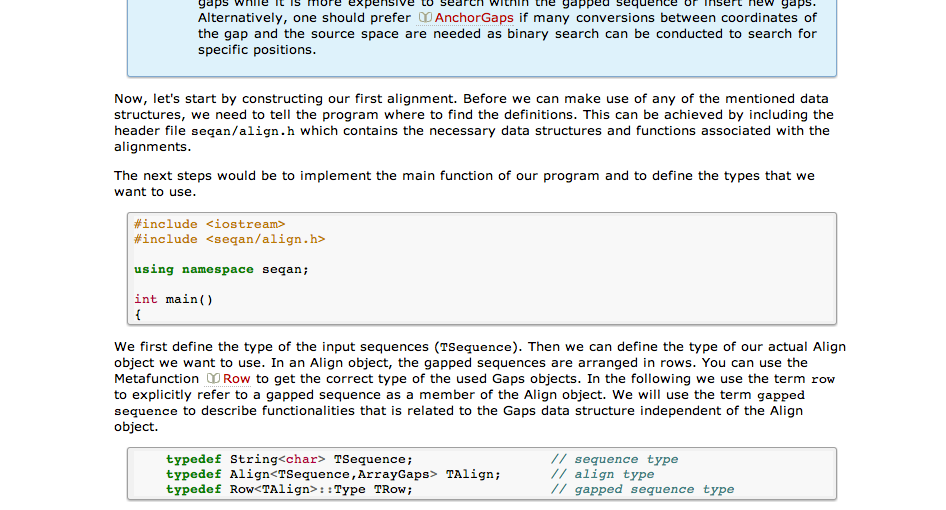 gaps while it is more expensive to search within the gapped sequence or insert new gaps.
Alternatively, one should prefer AnchorGaps if many conversions between coordinates of
the gap and the source space are needed as binary search can be conducted to search for
specific positions.
Now, let's start by constructing our first alignment. Before we can make use of any of the mentioned data
structures, we need to tell the program where to find the definitions. This can be achieved by including the
header file seqan/align.h which contains the necessary data structures and functions associated with the
alignments.
The next steps would be to implement the main function of our program and to define the types that we
want to use.
#include <iostream>
#include <seqan/align.h>
using namespace seqan;
int main()
{
We first define the type of the input sequences (TSequence). Then we can define the type of our actual Align
object we want to use. In an Align object, the gapped sequences are arranged in rows. You can use the
Metafunction Row to get the correct type of the used Gaps objects. In the following we use the term row
to explicitly refer to a gapped sequence as a member of the Align object. We will use the term gapped
sequence to describe functionalities that is related to the Gaps data structure independent of the Align
object.
typedef String<char> TSequence; // sequence type
typedef Align<TSequence,ArrayGaps> TAlign; // align type
typedef Row<TAlign>::Type TRow; // gapped sequence type